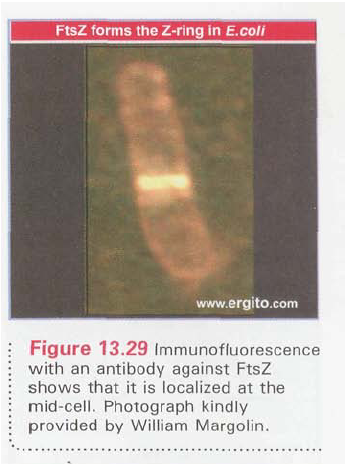 FtsZ forms the Z-ring in E.coli
www.ergito.com
Figure 13.29 Immunofluorescence
with an antibody against FtsZ
shows that it is localized at the
mid-cell. Photograph kindly
provided by William Margolin.